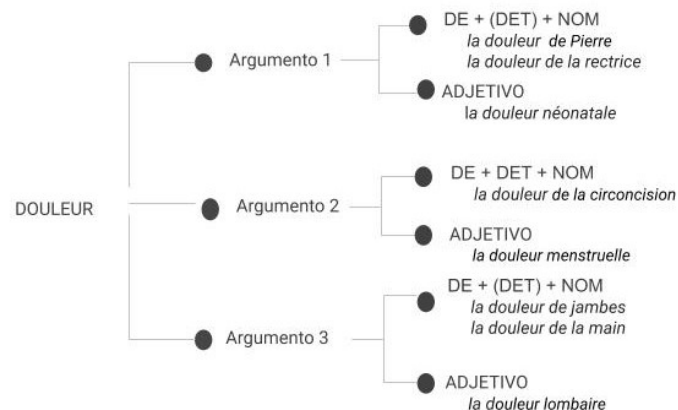 DOULEUR
Argumento 1
DE + (DET) + NOM
la douleur de Pierre
la douleur de la rectrice
ADJETIVO
la douleur néonatale
Argumento 2
DE + DET + NOM
la douleur de la circoncision
ADJETIVO
la douleur menstruelle
Argumento 3
DE + (DET) + NOM
la douleur de jambes
la douleur de la main
ADJETIVO
la douleur lombaire